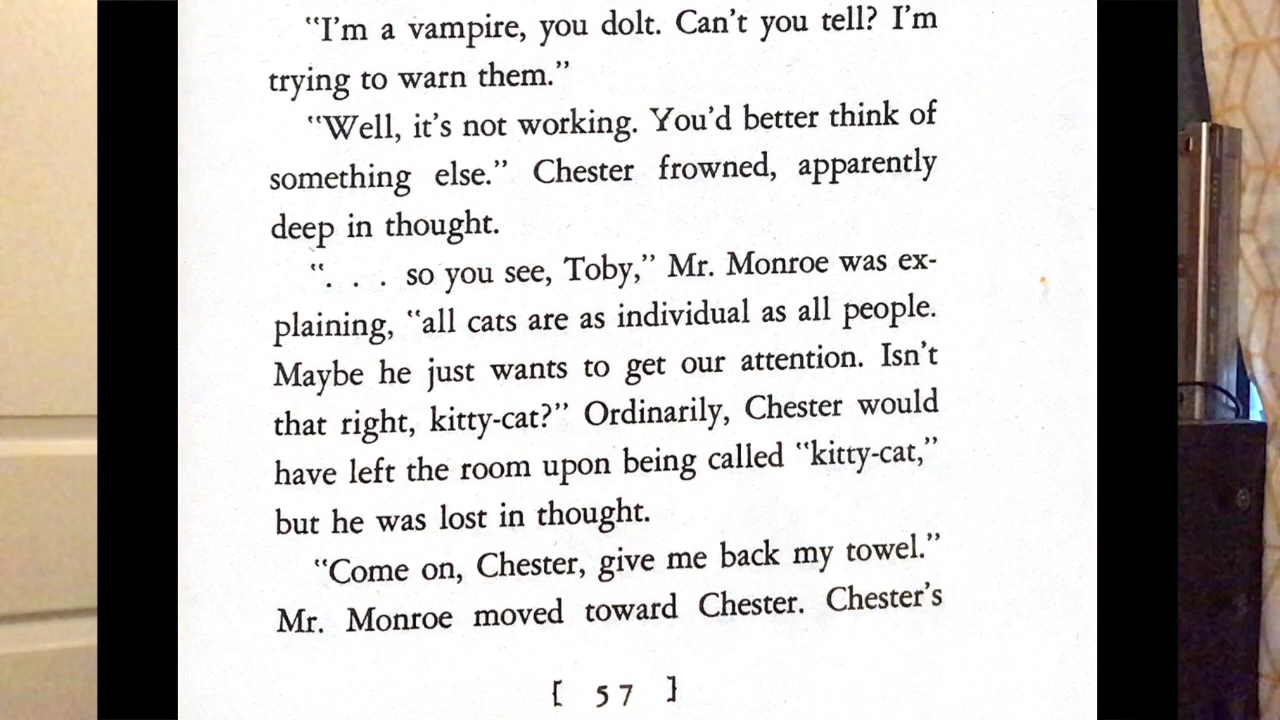 “I’m a vampire, you dolt. Can’t you tell? I’m
trying to warn them.”
“Well, it’s not working. You’d better think of
something else.” Chester frowned, apparently
deep in thought.
“. . . so you see, Toby,” Mr. Monroe was ex-
plaining, “all cats are as individual as all people.
Maybe he just wants to get our attention. Isn’t
that right, kitty-cat?” Ordinarily, Chester would
have left the room upon being called “kitty-cat,”
but he was lost in thought.
“Come on, Chester, give me back my towel.”
Mr. Monroe moved toward Chester. Chester’s
[ 57 ]